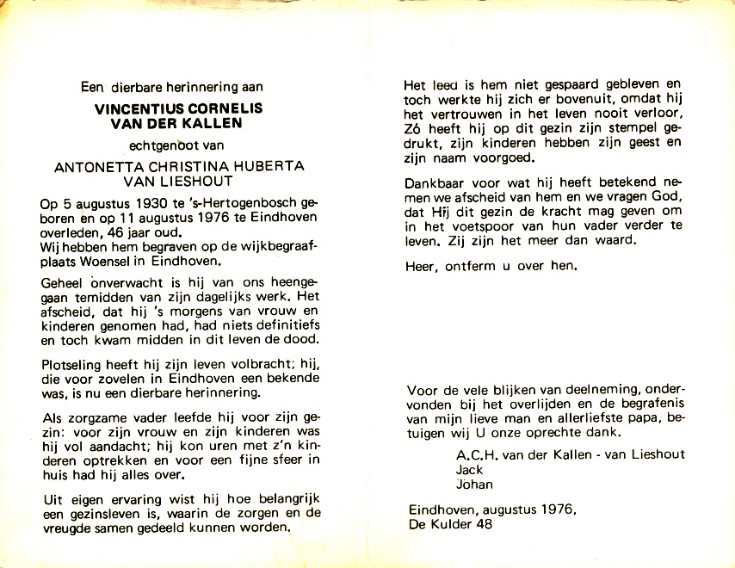 Een dierbare herinnering aan
VINCENTIUS CORNELIS
VAN DER KALLEN
echtgenoot van
ANTONETTA CHRISTINA HUBERTA
VAN LIESHOUT
Op 5 augustus 1930 te 's-Hertogenbosch ge-
boren en op 11 augustus 1976 te Eindhoven
overleden, 46 jaar oud.
Wij hebben hem begraven op de wijkbegraaf-
plaats Woensel in Eindhoven.
Geheel onverwacht is hij van ons heenge-
gaan temidden van zijn dagelijks werk. Het
afscheid, dat hij 's morgens van vrouw en
kinderen genomen had, had niets definitiefs
en toch kwam midden in dit leven de dood.
Plotseling heeft hij zijn leven volbracht; hij,
die voor zovelen in Eindhoven een bekende
was, is nu een dierbare herinnering.
Als zorgzame vader leefde hij voor zijn ge-
zin: voor zijn vrouw en zijn kinderen was
hij vol aandacht; hij kon uren met z'n kin-
deren optrekken en voor een fijne sfeer in
huis had hij alles over.
Uit eigen ervaring wist hij hoe belangrijk
een gezinsleven is, waarin de zorgen en de
vreugde samen gedeeld kunnen worden.
Het leed is hem niet gespaard gebleven en
toch werkte hij zich er bovenuit, omdat hij
het vertrouwen in het leven nooit verloor,
Zó heeft hij op dit gezin zijn stempel ge-
drukt, zijn kinderen hebben zijn geest en
zijn naam voorgoed.
Dankbaar voor wat hij heeft betekend ne-
men we afscheid van hem en we vragen God,
dat Hij dit gezin de kracht mag geven om
in het voetspoor van hun vader verder te
leven. Zij zijn het meer dan waard.
Heer, ontferm u over hen.
Voor de vele blijken van deelneming, onder-
vonden bij het overlijden en de begrafenis
van mijn lieve man en allerliefste papa, be-
tuigen wij U onze oprechte dank.
A.C.H. van der Kallen - van Lieshout
Jack
Johan
Eindhoven, augustus 1976,
De Kulder 48